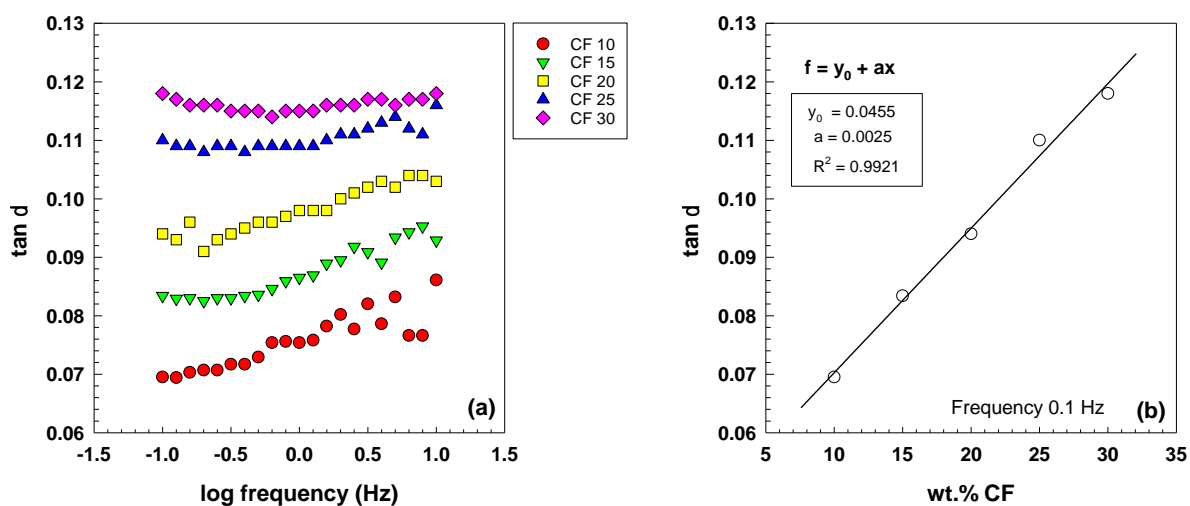 0.13
0.12
0.11
0.10
0.09
0.08
0.07
0.06
tan d
-1.5
-1.0
-0.5
0.0
0.5
1.0
1.5
log frequency (Hz)
(a)
CF 10
CF 15
CF 20
CF 25
CF 30
0.13
0.12
0.11
0.10
0.09
0.08
0.07
0.06
tan d
f = y₀ + ax
y₀ = 0.0455
a = 0.0025
R² = 0.9921
Frequency 0.1 Hz
(b)
5
10
15
20
25
30
35
wt.% CF